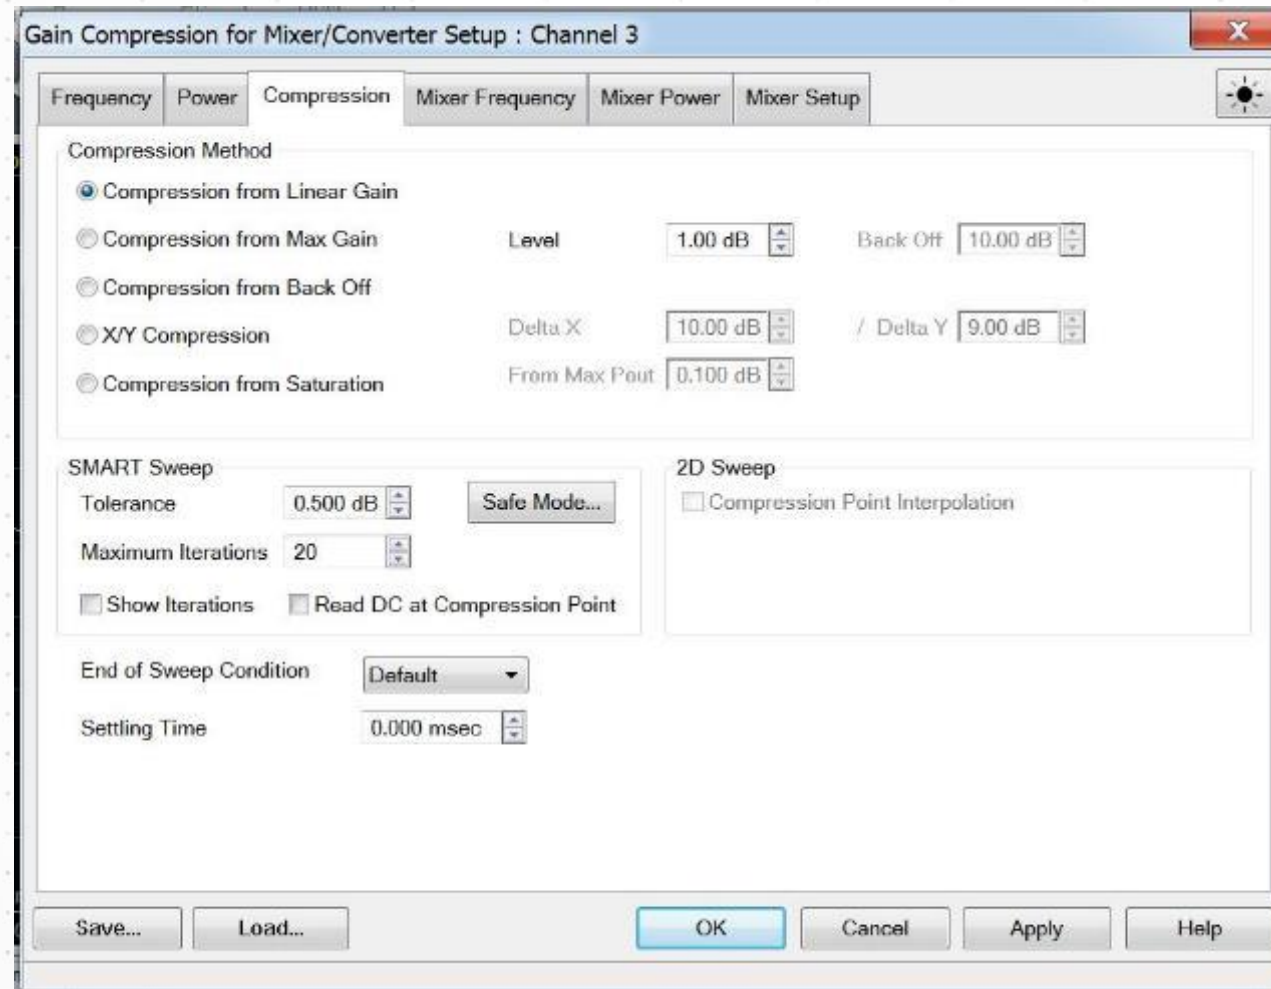 Gain Compression for Mixer/Converter Setup : Channel 3
Frequency Power Compression Mixer Frequency Mixer Power Mixer Setup
Compression Method
Compression from Linear Gain
Compression from Max Gain Level 1.00 dB Back Off 10.00 dB
Compression from Back Off
X/Y Compression Delta X 10.00 dB / Delta Y 9.00 dB
Compression from Saturation From Max Pout 0.100 dB
SMART Sweep 2D Sweep
Tolerance 0.500 dB Safe Mode... Compression Point Interpolation
Maximum Iterations 20
Show Iterations Read DC at Compression Point
End of Sweep Condition Default
Settling Time 0.000 msec
Save... Load... OK Cancel Apply Help